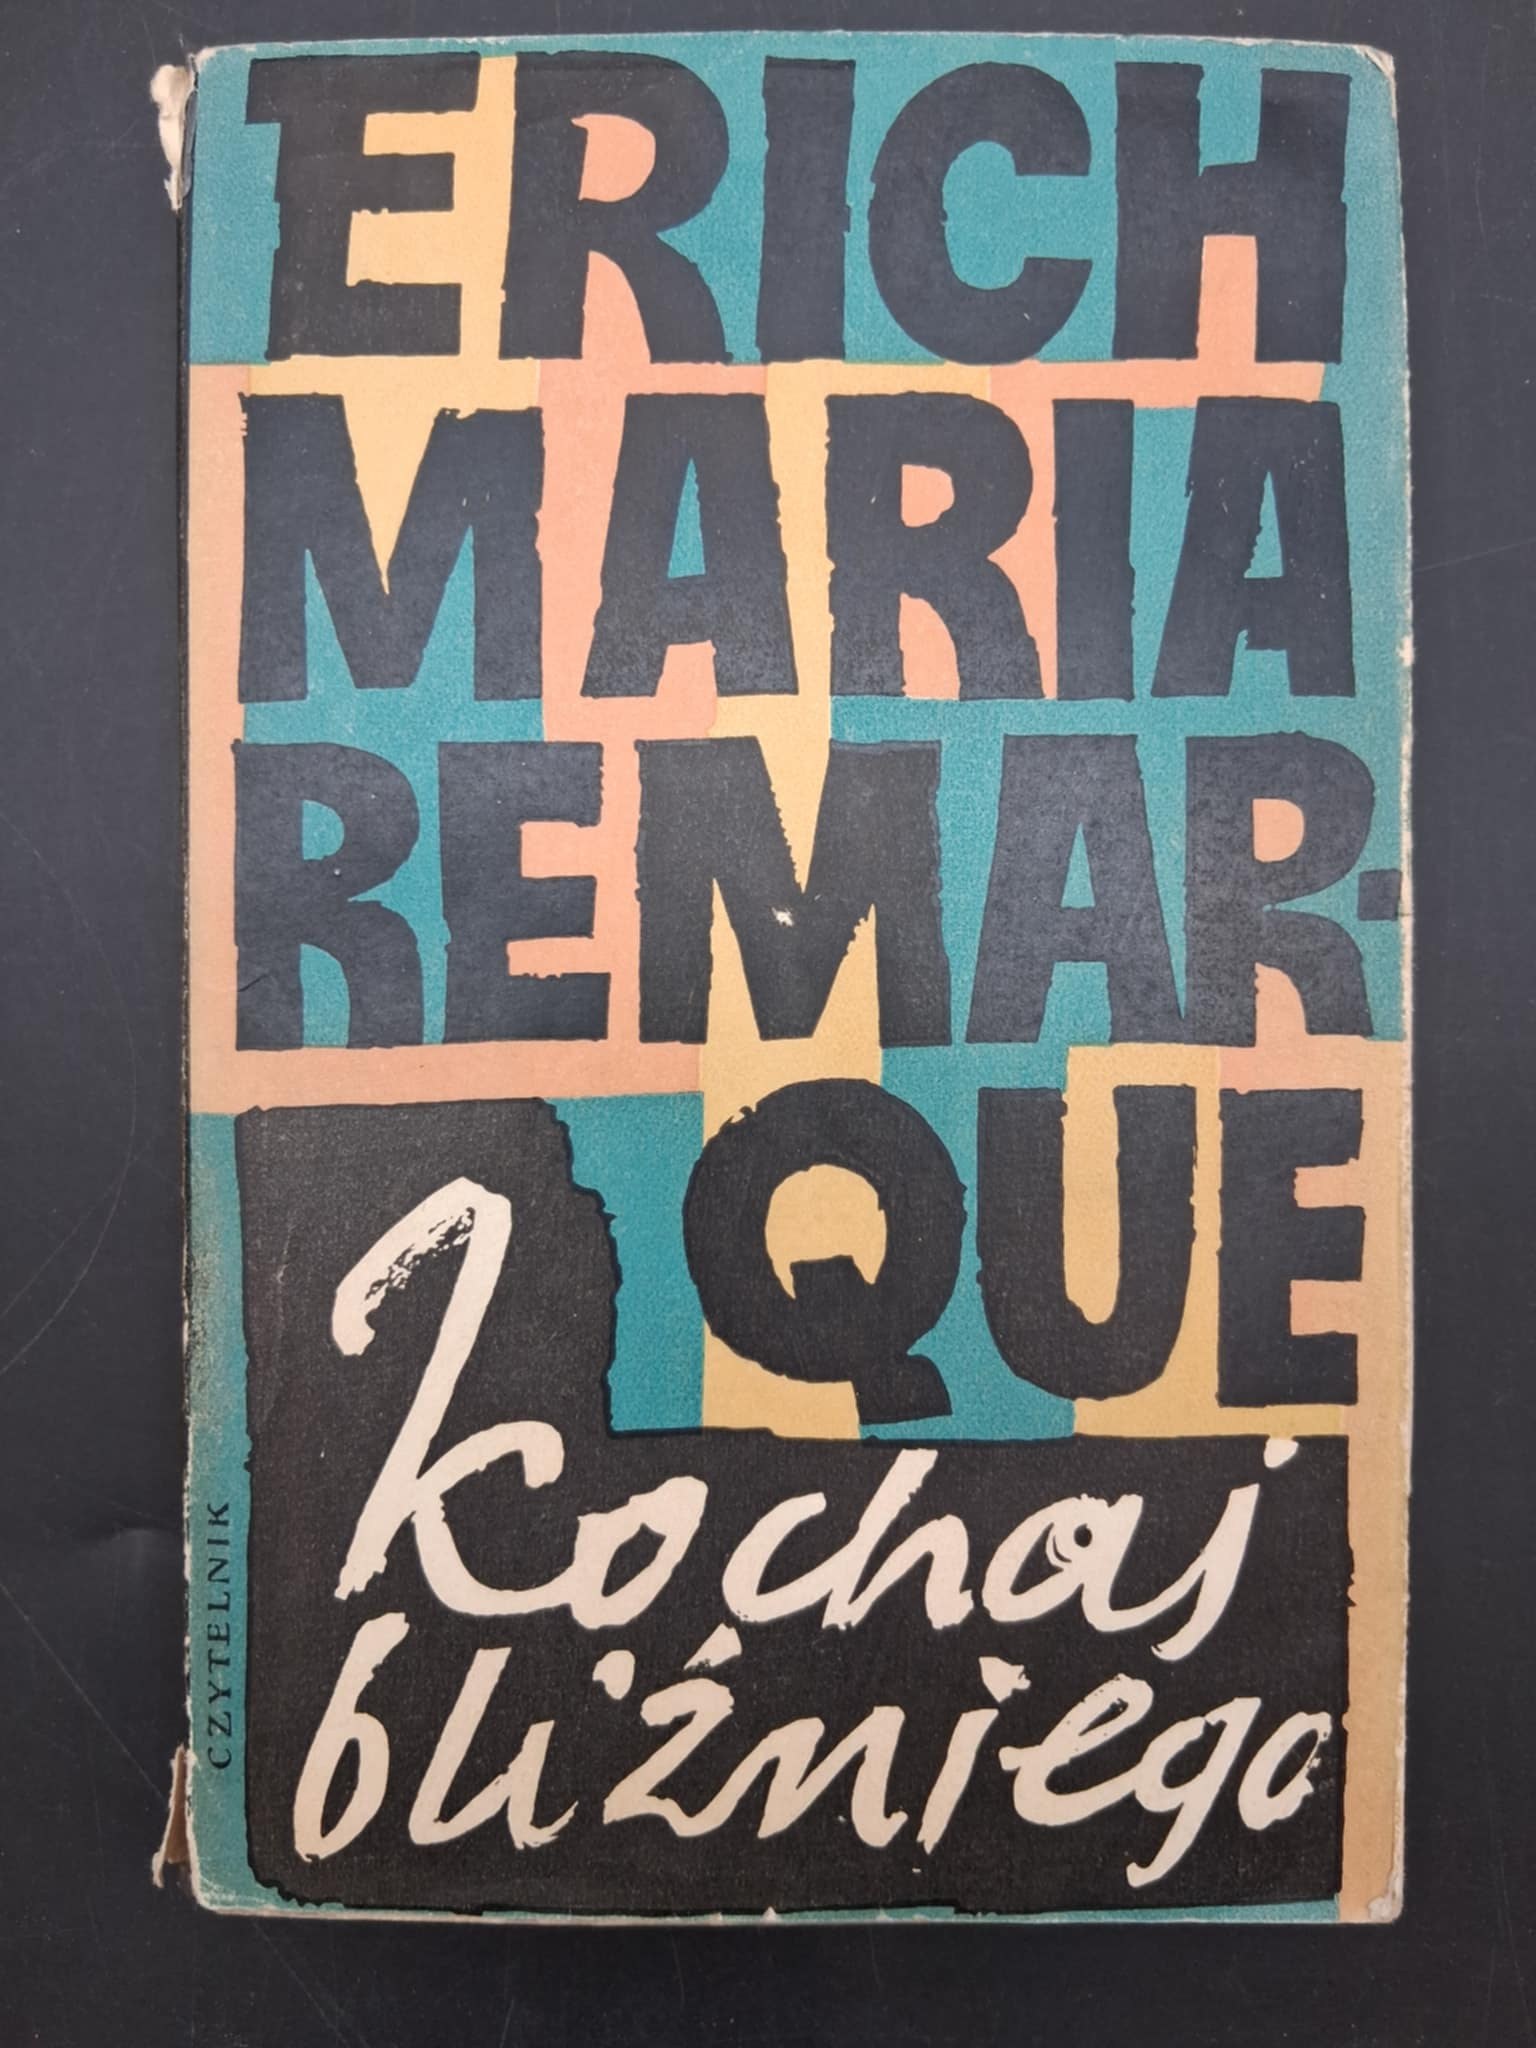 ERICH
MARIA
REMAR-
QUE
Kochaj
bliźniego
CZYTELNIK